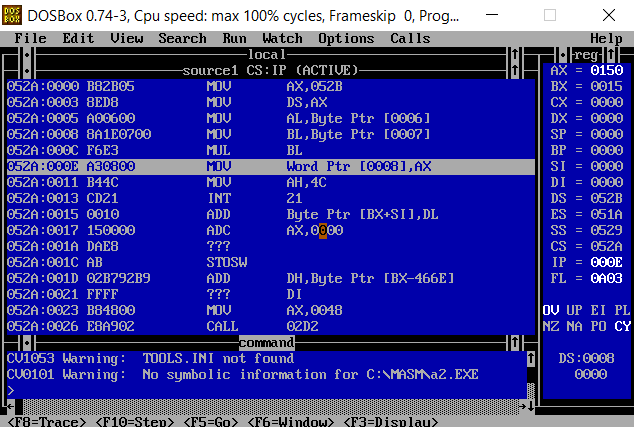 DOSBox 0.74-3, Cpu speed: max 100% cycles, Frameskip 0, Prog...
File Edit View Search Run Watch Options Calls Help
local
source1 CS:IP (ACTIVE)
052A:0000 B82B05 MOV AX,052B
052A:0003 8ED8 MOV DS,AX
052A:0005 A00600 MOV AL,Byte Ptr [0006]
052A:0008 8A1E0700 MOV BL,Byte Ptr [0007]
052A:000C F6E3 MUL BL
052A:000E A30800 MOV Word Ptr [0008],AX
052A:0011 B44C MOV AH,4C
052A:0013 CD21 INT 21
052A:0015 0010 ADD Byte Ptr [BX+SI],DL
052A:0017 150000 ADC AX,0000
052A:001A DAE8 ???
052A:001C AB STOSW
052A:001D 02B792B9 ADD DH,Byte Ptr [BX-466E]
052A:0021 FFFF ??? DI
052A:0023 B84800 MOV AX,0048
052A:0026 E8A902 CALL 02D2
reg
AX = 0150
BX = 0015
CX = 0000
DX = 0000
SP = 0000
BP = 0000
SI = 0000
DI = 0000
DS = 052B
ES = 051A
SS = 0529
CS = 052A
IP = 000E
FL = 0A03
OV UP EI PL
NZ NA PO CY
DS:0008
0000
command
CV1053 Warning: TOOLS.INI not found
CV0101 Warning: No symbolic information for C:\MASM\a2.EXE
>
<F8=Trace> <F10=Step> <F5=Go> <F6=Window> <F3=Display>